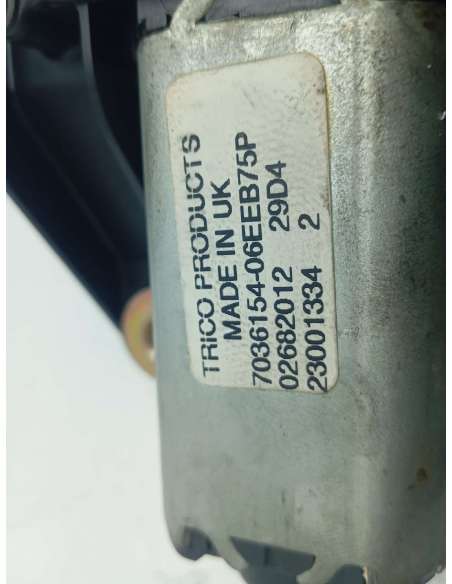 TRICO PRODUCTS
MADE IN UK
7036154-06EEB75P
02682012 29D4
23001334 2